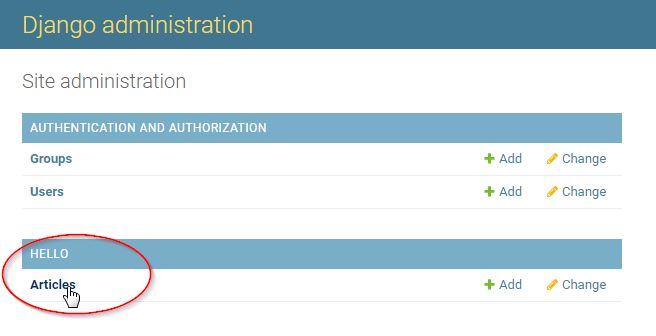 Django administration
Site administration
AUTHENTICATION AND AUTHORIZATION
Groups Add Change
Users Add Change
HELLO
Articles Add Change